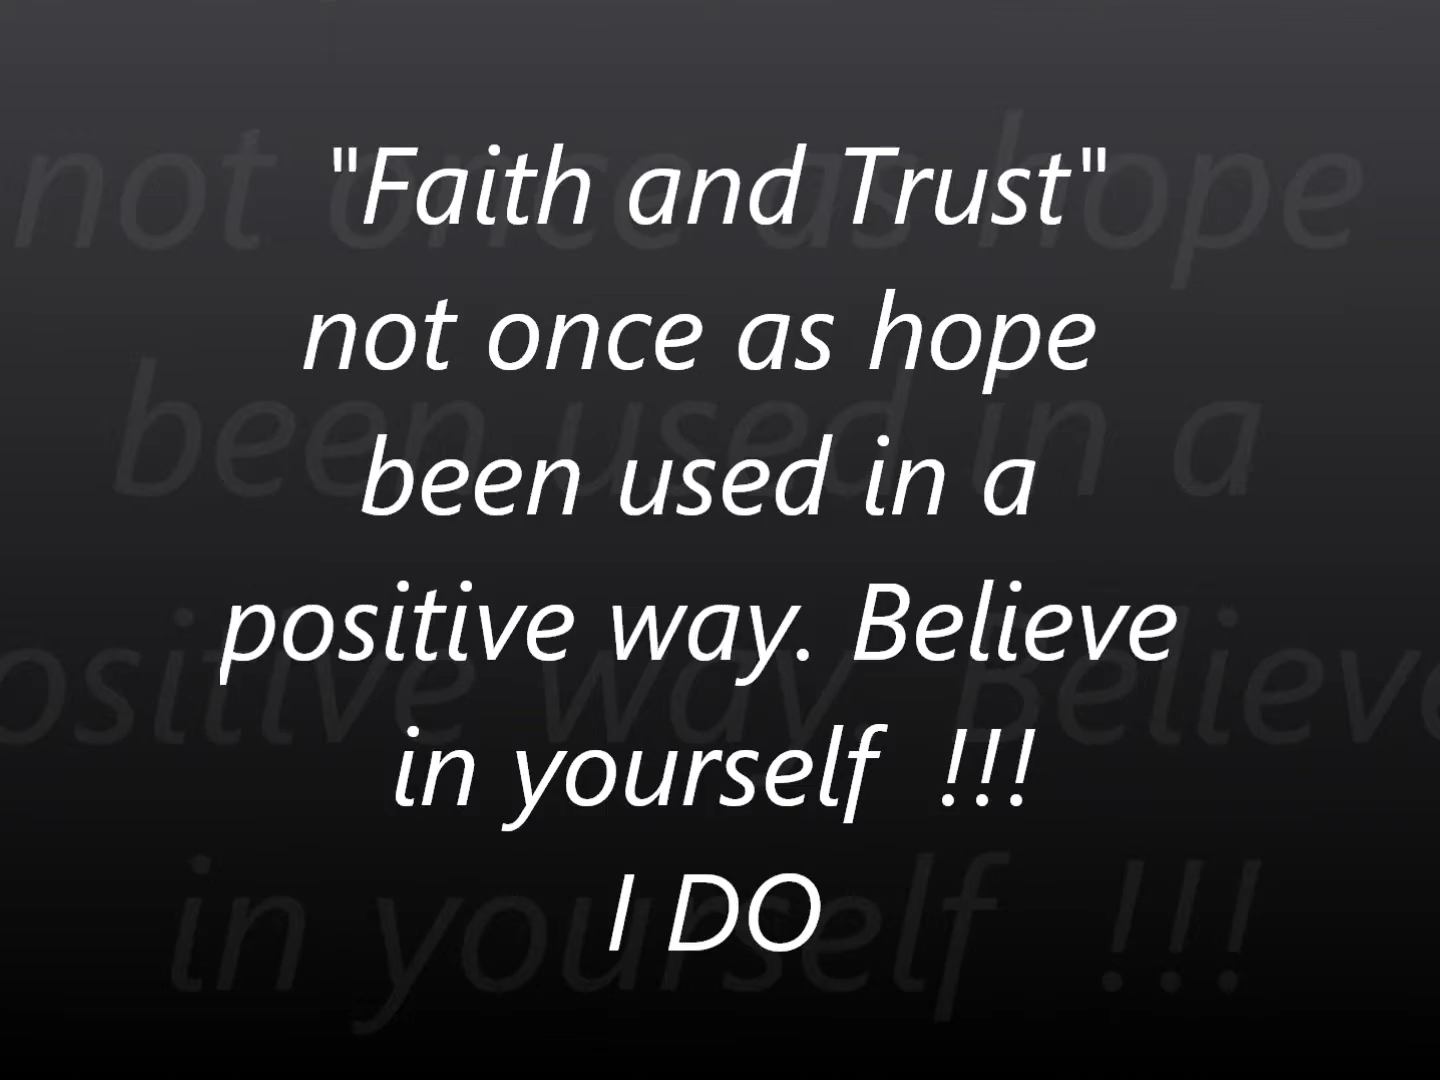 "Faith and Trust"
not once as hope
been used in a
positive way. Believe
in yourself  !!!
I DO